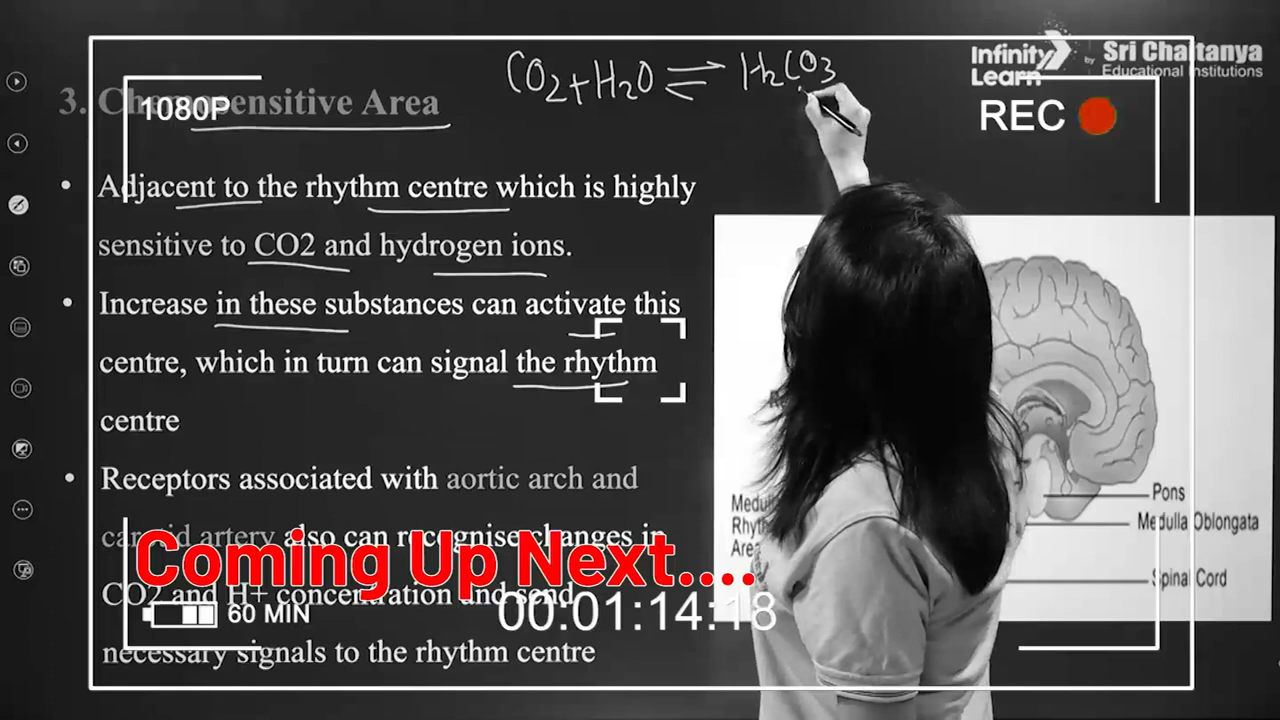 CO2+H2O ⇌ H2CO3
Infinity Learn by Sri Chaitanya Educational Institutions
3. Chemosensitive Area
1080P
REC
• Adjacent to the rhythm centre which is highly
sensitive to CO2 and hydrogen ions.
• Increase in these substances can activate this
centre, which in turn can signal the rhythm
centre
• Receptors associated with aortic arch and
carotid artery also can recognise changes in
CO2 and H+ concentration and send
necessary signals to the rhythm centre
Coming Up Next....
60 MIN
00:01:14:18
Pons
Medulla Oblongata
Spinal Cord